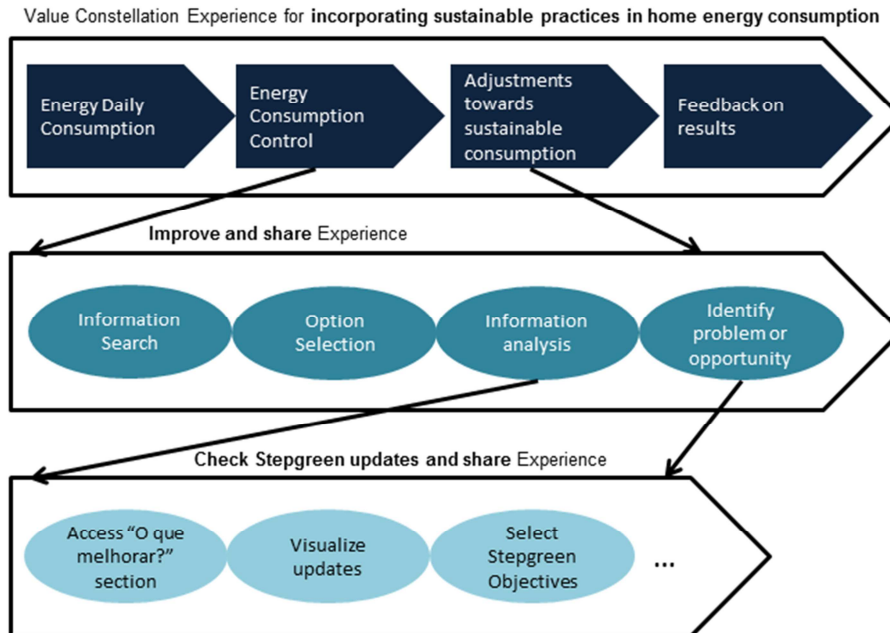 Value Constellation Experience for incorporating sustainable practices in home energy consumption
Energy Daily
Consumption
Energy
Consumption
Control
Adjustments
towards
sustainable
consumption
Feedback on
results
Improve and share Experience
Information
Search
Option
Selection
Information
analysis
Identify
problem or
opportunity
Check Stepgreen updates and share Experience
Access “O que
melhorar?”
section
Visualize
updates
Select
Stepgreen
Objectives
...